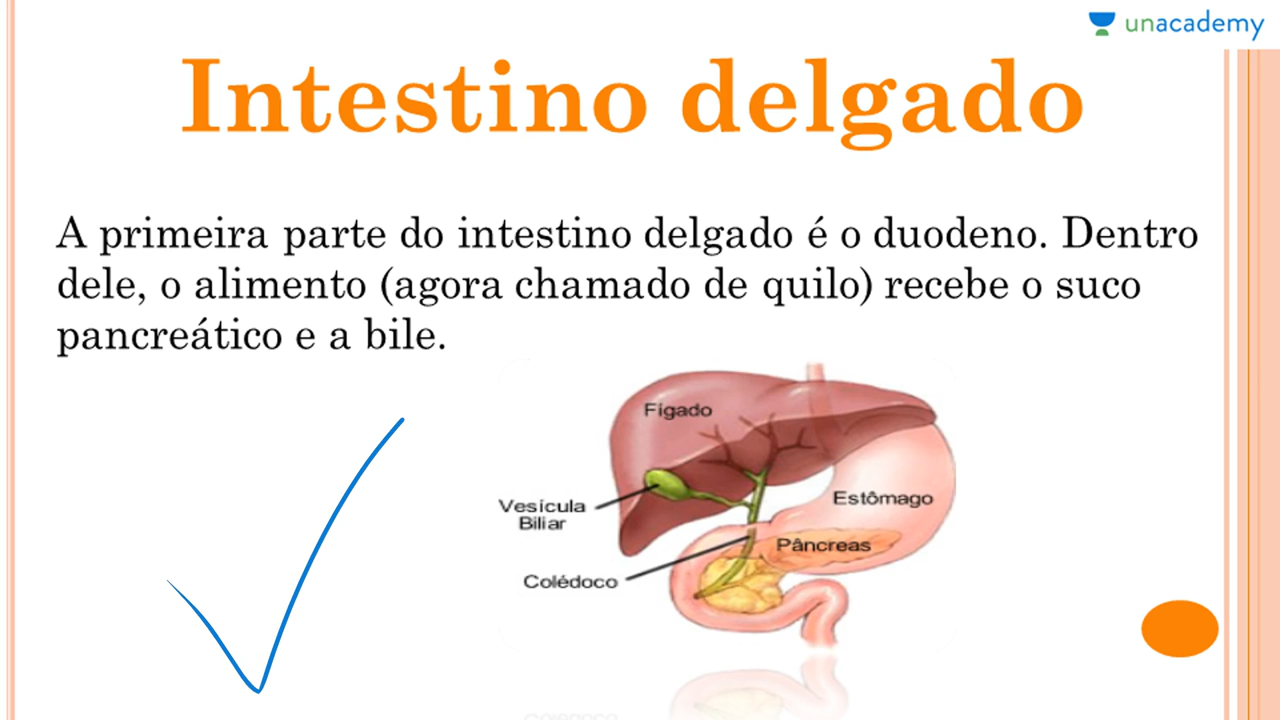 unacademy
Intestino delgado
A primeira parte do intestino delgado é o duodeno. Dentro
dele, o alimento (agora chamado de quilo) recebe o suco
pancreático e a bile.
Fígado
Vesícula
Biliar
Estômago
Pâncreas
Colédoco
Colédoco